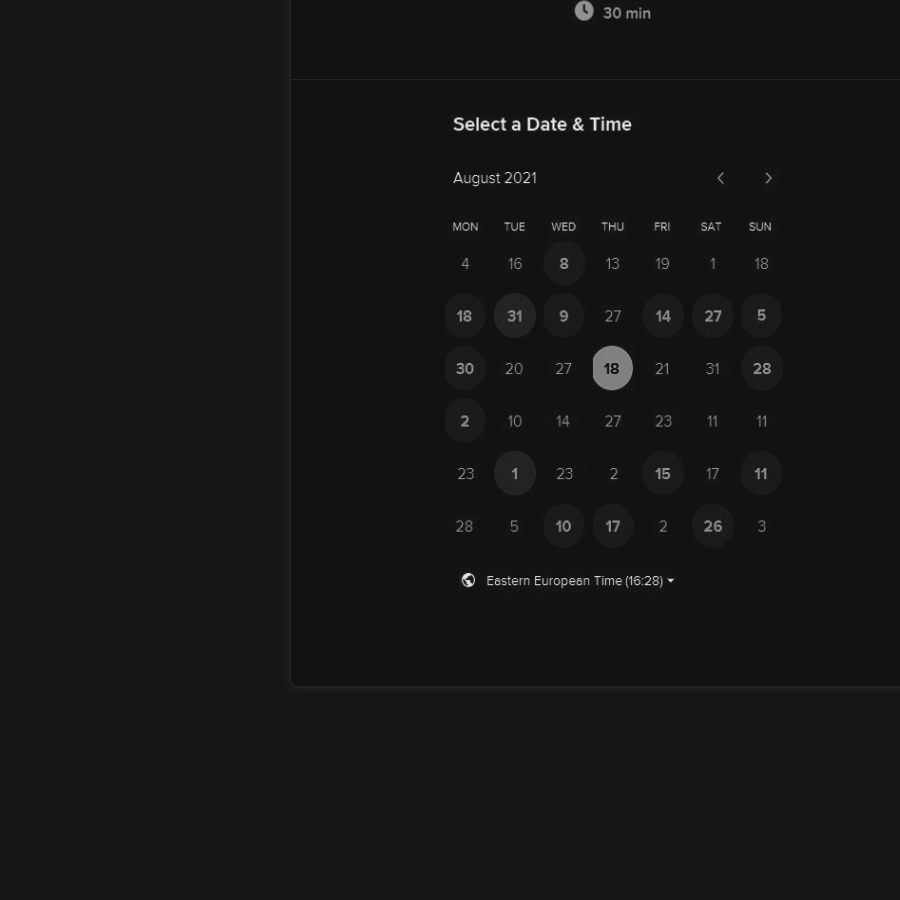 30 min
Select a Date & Time
August 2021
MON TUE WED THU FRI SAT SUN
4 16 8 13 19 1 18
18 31 9 27 14 27 5
30 20 27 18 21 31 28
2 10 14 27 23 11 11
23 1 23 2 15 17 11
28 5 10 17 2 26 3
Eastern European Time (16:28)